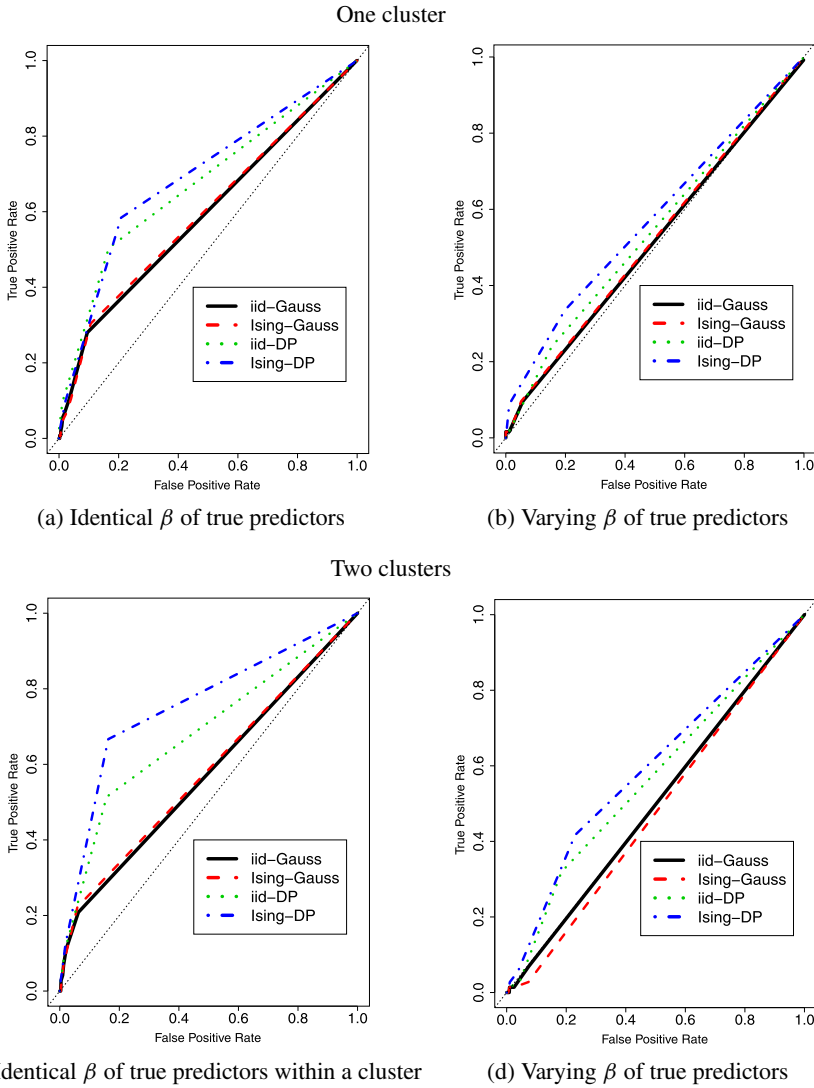 One cluster
True Positive Rate
0.0 0.2 0.4 0.6 0.8 1.0
iid−Gauss
Ising−Gauss
iid−DP
Ising−DP
0.0 0.2 0.4 0.6 0.8 1.0
False Positive Rate
(a) Identical β of true predictors
True Positive Rate
0.0 0.2 0.4 0.6 0.8 1.0
iid−Gauss
Ising−Gauss
iid−DP
Ising−DP
0.0 0.2 0.4 0.6 0.8 1.0
False Positive Rate
(b) Varying β of true predictors
Two clusters
True Positive Rate
0.0 0.2 0.4 0.6 0.8 1.0
iid−Gauss
Ising−Gauss
iid−DP
Ising−DP
0.0 0.2 0.4 0.6 0.8 1.0
False Positive Rate
dentical β of true predictors within a cluster
True Positive Rate
0.0 0.2 0.4 0.6 0.8 1.0
iid−Gauss
Ising−Gauss
iid−DP
Ising−DP
0.0 0.2 0.4 0.6 0.8 1.0
False Positive Rate
(d) Varying β of true predictors